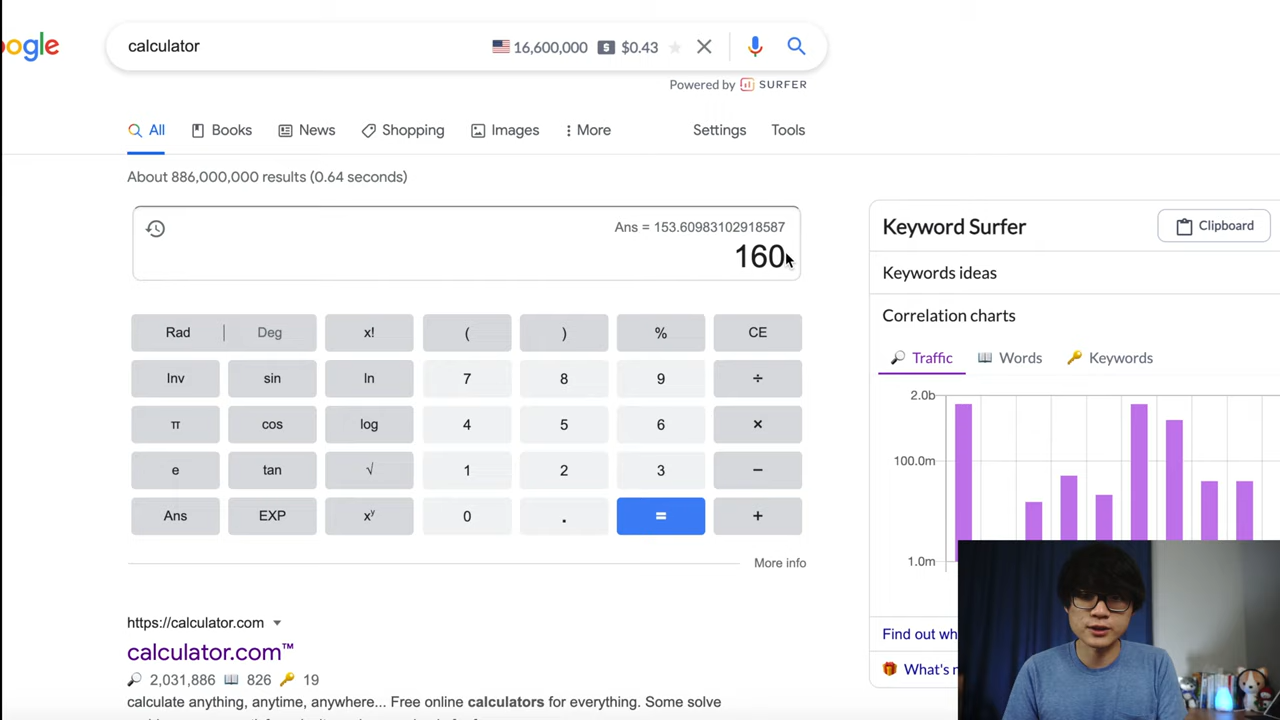 oogle
calculator
16,600,000 $ $0.43
Powered by SURFER
All Books News Shopping Images More Settings Tools
About 886,000,000 results (0.64 seconds)
Ans = 153.60983102918587
160
Rad Deg x! ( ) % CE
Inv sin ln 7 8 9 ÷
π cos log 4 5 6 ×
e tan √ 1 2 3 −
Ans EXP xʸ 0 . = +
More info
https://calculator.com
calculator.com™
2,031,886 826 19
calculate anything, anytime, anywhere... Free online calculators for everything. Some solve
Keyword Surfer Clipboard
Keywords ideas
Correlation charts
Traffic Words Keywords
2.0b
100.0m
1.0m
Find out wh
What's